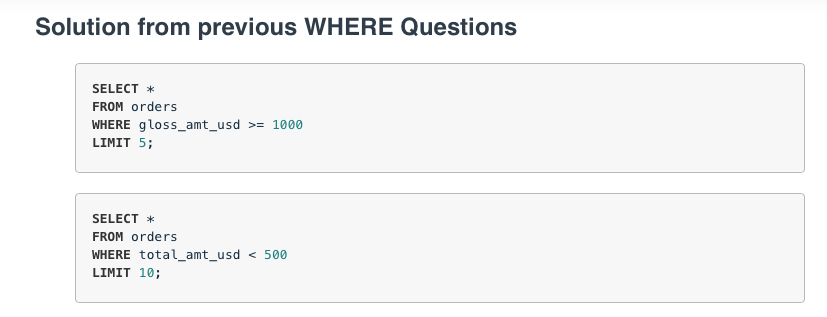 Solution from previous WHERE Questions
SELECT *
FROM orders
WHERE gloss_amt_usd >= 1000
LIMIT 5;
SELECT *
FROM orders
WHERE total_amt_usd < 500
LIMIT 10;